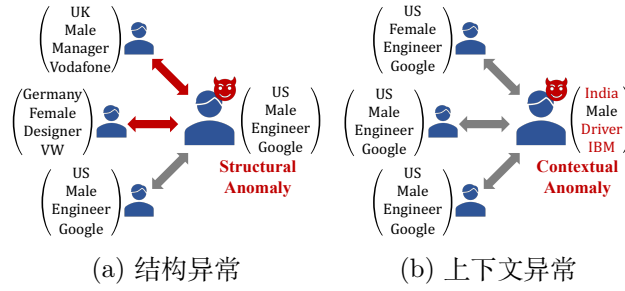 UK
Male
Manager
Vodafone
Germany
Female
Designer
VW
US
Male
Engineer
Google
US
Male
Engineer
Google
Structural
Anomaly
(a) 结构异常
US
Female
Engineer
Google
US
Male
Engineer
Google
US
Male
Engineer
Google
India
Male
Driver
IBM
Contextual
Anomaly
(b) 上下文异常